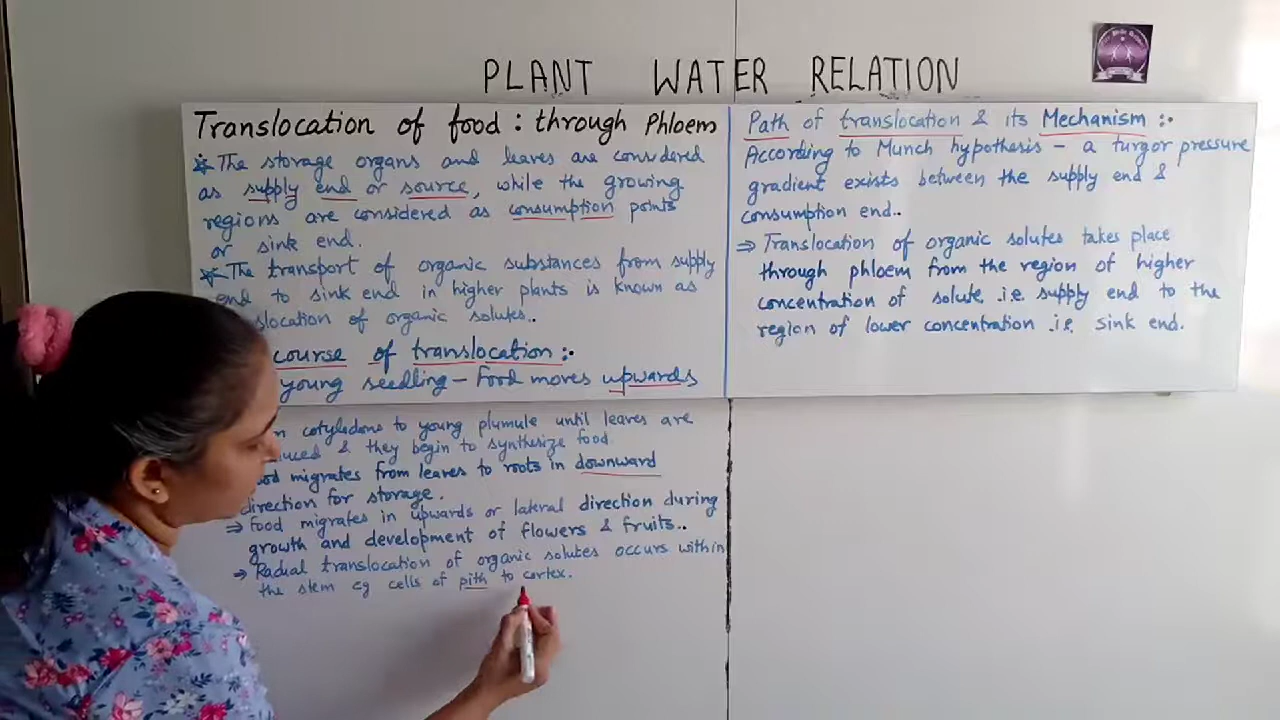 PLANT WATER RELATION
Translocation of food : through Phloem
* The storage organs and leaves are considered
as supply end or source, while the growing
regions are considered as consumption points
or sink end.
* The transport of organic substances from supply
end to sink end in higher plants is known as
slocation of organic solutes..
course of translocation :.
young seedling - Food moves upwards
cotyledons to young plumule until leaves are
uced & they begin to synthesize food.
od migrates from leaves to roots in downward
direction for storage.
⇒ Food migrates in upwards or lateral direction during
growth and development of flowers & fruits..
⇒ Radial translocation of organic solutes occurs within
the stem eg cells of pith to cortex.
Path of translocation & its Mechanism :.
According to Munch hypothesis - a turgor pressure
gradient exists between the supply end &
consumption end..
⇒ Translocation of organic solutes takes place
through phloem from the region of higher
concentration of solute .i.e. supply end to the
region of lower concentration .i.e. sink end.